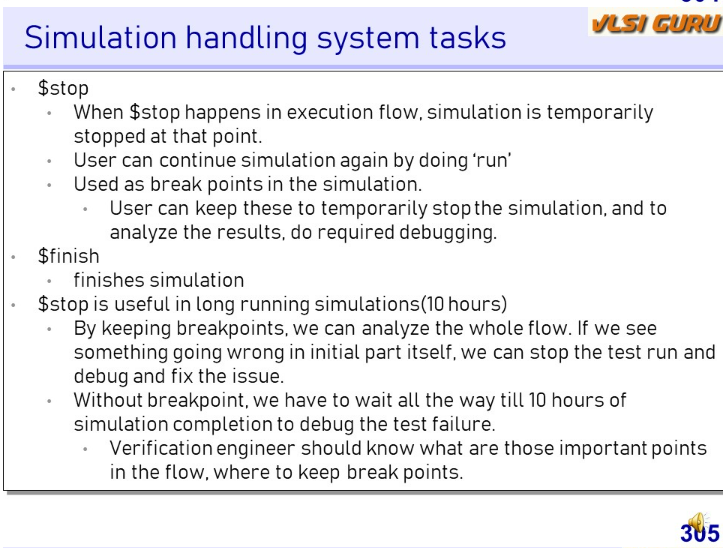 VLSI GURU
Simulation handling system tasks
• $stop
• When $stop happens in execution flow, simulation is temporarily
stopped at that point.
• User can continue simulation again by doing ‘run’
• Used as break points in the simulation.
• User can keep these to temporarily stop the simulation, and to
analyze the results, do required debugging.
• $finish
• finishes simulation
• $stop is useful in long running simulations(10 hours)
• By keeping breakpoints, we can analyze the whole flow. If we see
something going wrong in initial part itself, we can stop the test run and
debug and fix the issue.
• Without breakpoint, we have to wait all the way till 10 hours of
simulation completion to debug the test failure.
• Verification engineer should know what are those important points
in the flow, where to keep break points.
305